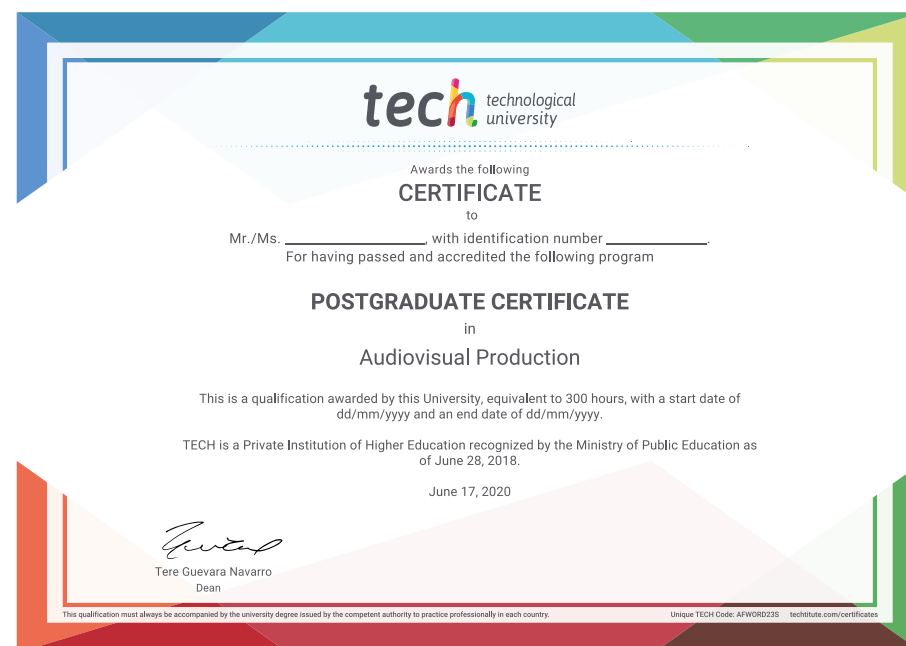 tech technological
university
Awards the following
CERTIFICATE
to
Mr./Ms. ____________________, with identification number ______________.
For having passed and accredited the following program
POSTGRADUATE CERTIFICATE
in
Audiovisual Production
This is a qualification awarded by this University, equivalent to 300 hours, with a start date of
dd/mm/yyyy and an end date of dd/mm/yyyy.
TECH is a Private Institution of Higher Education recognized by the Ministry of Public Education as
of June 28, 2018.
June 17, 2020
Tere Guevara Navarro
Dean
This qualification must always be accompanied by the university degree issued by the competent authority to practice professionally in each country. Unique TECH Code: AFWORD23S techtitute.com/certificates